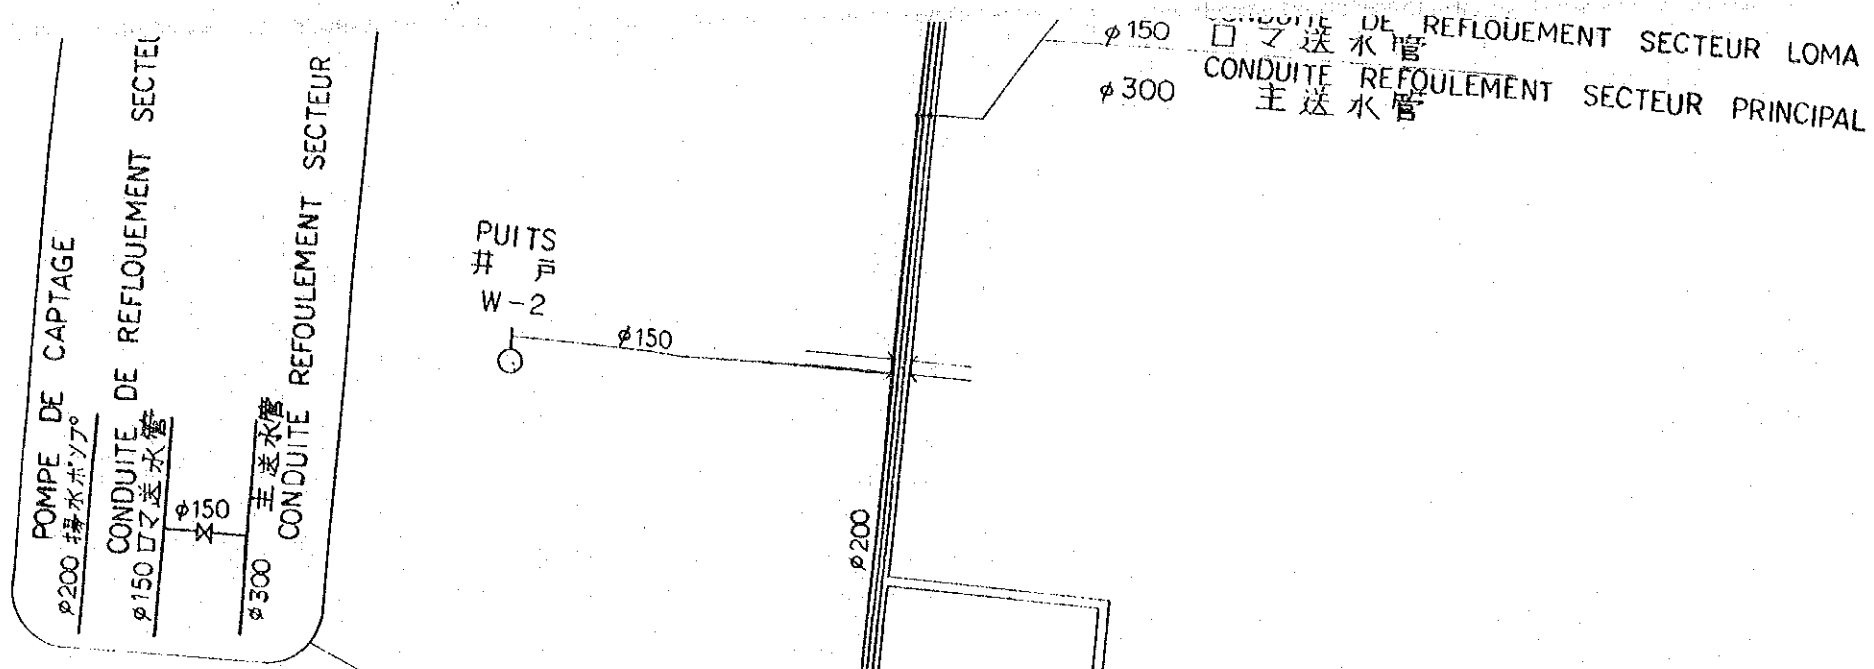 POMPE DE CAPTAGE
φ200 揚水ポンプ
CONDUITE DE REFLOUEMENT
φ150 ロマ送水管
φ150
主送水管
φ300
CONDUITE REFOULEMENT SECTEUR
PUITS
井戸
W-2
φ150
φ200
CONDUITE DE REFLOUEMENT SECTEUR LOMA
φ150 ロマ送水管
CONDUITE REFOULEMENT SECTEUR PRINCIPAL
φ300 主送水管